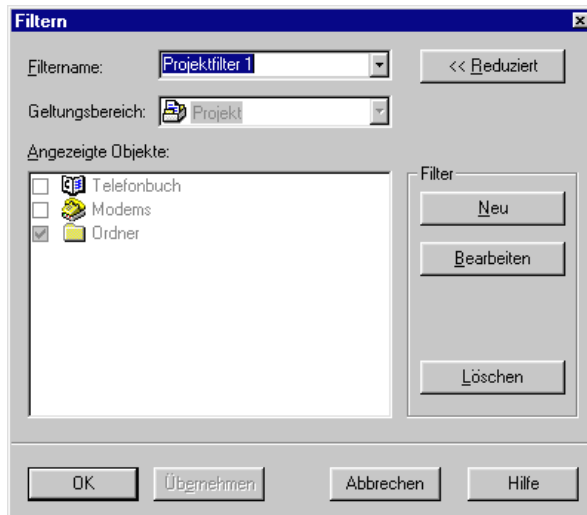 Filtern
Filtername: Projektfilter 1 << Reduziert
Geltungsbereich: Projekt
Angezeigte Objekte:
Telefonbuch
Modems
Ordner
Filter
Neu
Bearbeiten
Löschen
OK Übernehmen Abbrechen Hilfe